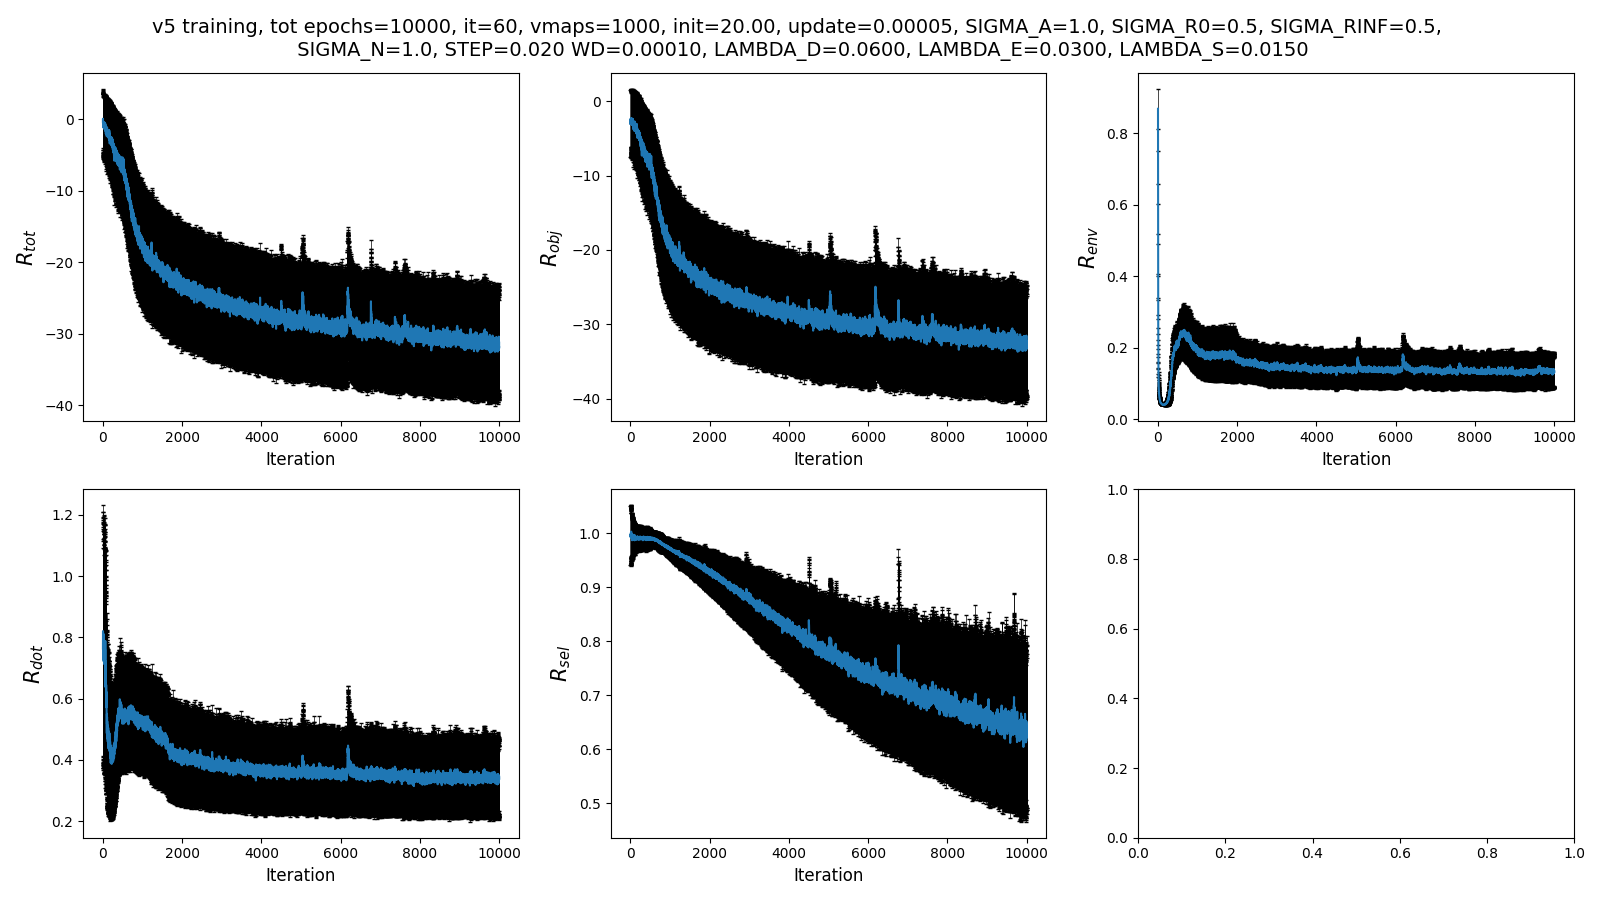 v5 training, tot epochs=10000, it=60, vmaps=1000, init=20.00, update=0.00005, SIGMA_A=1.0, SIGMA_R0=0.5, SIGMA_RINF=0.5,
SIGMA_N=1.0, STEP=0.020 WD=0.00010, LAMBDA_D=0.0600, LAMBDA_E=0.0300, LAMBDA_S=0.0150
R_tot
0
−10
−20
−30
−40
0 2000 4000 6000 8000 10000
Iteration
R_obj
0
−10
−20
−30
−40
0 2000 4000 6000 8000 10000
Iteration
R_env
0.8
0.6
0.4
0.2
0.0
0 2000 4000 6000 8000 10000
Iteration
R_dot
1.2
1.0
0.8
0.6
0.4
0.2
0 2000 4000 6000 8000 10000
Iteration
R_sel
1.0
0.9
0.8
0.7
0.6
0.5
0 2000 4000 6000 8000 10000
Iteration
1.0
0.8
0.6
0.4
0.2
0.0
0.0 0.2 0.4 0.6 0.8 1.0